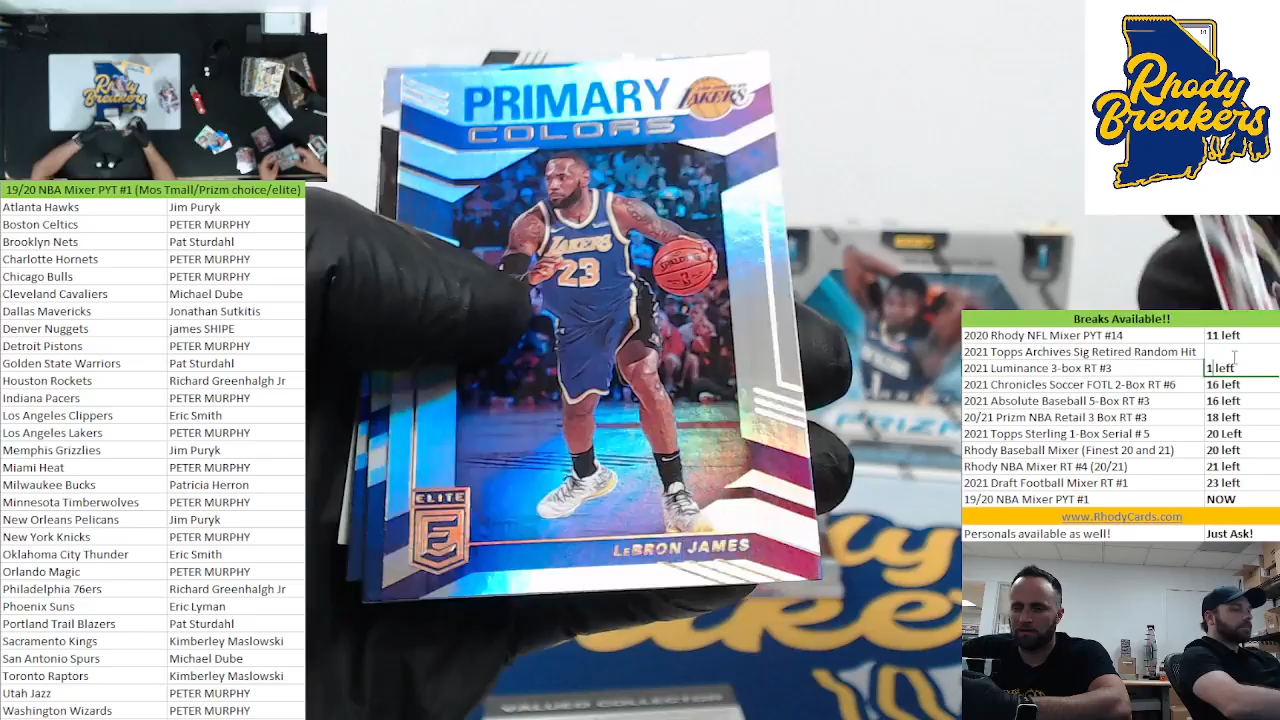 19/20 NBA Mixer PYT #1 (Mos Tmall/Prizm choice/elite)
Atlanta Hawks Jim Puryk
Boston Celtics PETER MURPHY
Brooklyn Nets Pat Sturdahl
Charlotte Hornets PETER MURPHY
Chicago Bulls PETER MURPHY
Cleveland Cavaliers Michael Dube
Dallas Mavericks Jonathan Sutkitis
Denver Nuggets james SHIPE
Detroit Pistons PETER MURPHY
Golden State Warriors Pat Sturdahl
Houston Rockets Richard Greenhalgh Jr
Indiana Pacers PETER MURPHY
Los Angeles Clippers Eric Smith
Los Angeles Lakers PETER MURPHY
Memphis Grizzlies Jim Puryk
Miami Heat PETER MURPHY
Milwaukee Bucks Patricia Herron
Minnesota Timberwolves PETER MURPHY
New Orleans Pelicans Jim Puryk
New York Knicks PETER MURPHY
Oklahoma City Thunder Eric Smith
Orlando Magic PETER MURPHY
Philadelphia 76ers Richard Greenhalgh Jr
Phoenix Suns Eric Lyman
Portland Trail Blazers Pat Sturdahl
Sacramento Kings Kimberley Maslowski
San Antonio Spurs Michael Dube
Toronto Raptors Kimberley Maslowski
Utah Jazz PETER MURPHY
Washington Wizards PETER MURPHY
Rhody
Breakers
PRIMARY
COLORS
LAKERS
LAKERS
23
SPALDING
ELITE
E
LEBRON JAMES
PRIZM
VALUED COLLECTOR
Rhody
Breakers
Breaks Available!!
2020 Rhody NFL Mixer PYT #14 11 left
2021 Topps Archives Sig Retired Random Hit
2021 Luminance 3-box RT #3 1 left
2021 Chronicles Soccer FOTL 2-Box RT #6 16 left
2021 Absolute Baseball 5-Box RT #3 16 left
20/21 Prizm NBA Retail 3 Box RT #3 18 left
2021 Topps Sterling 1-Box Serial # 5 20 Left
Rhody Baseball Mixer (Finest 20 and 21) 20 left
Rhody NBA Mixer RT #4 (20/21) 21 left
2021 Draft Football Mixer RT #1 23 left
19/20 NBA Mixer PYT #1 NOW
www.RhodyCards.com
Personals available as well! Just Ask!